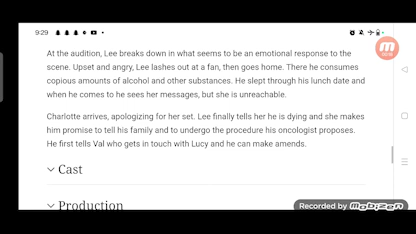 9:29
At the audition, Lee breaks down in what seems to be an emotional response to the
scene. Upset and angry, Lee lashes out at a fan, then goes home. There he consumes
copious amounts of alcohol and other substances. He slept through his lunch date and
when he comes to he sees her messages, but she is unreachable.
Charlotte arrives, apologizing for her set. Lee finally tells her he is dying and she makes
him promise to tell his family and to undergo the procedure his oncologist proposes.
He first tells Val who gets in touch with Lucy and he can make amends.
Cast
Production
Recorded by MOBIZEN